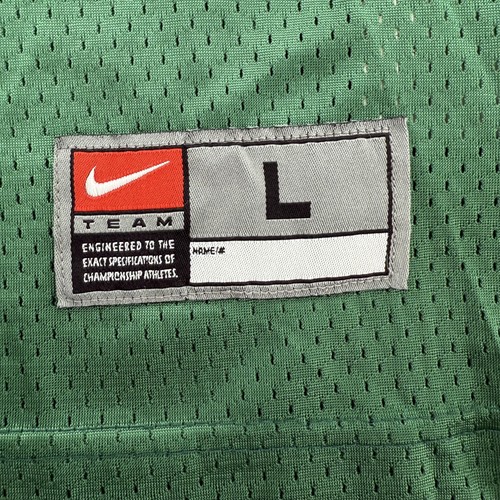 TEAM
ENGINEERED TO THE
EXACT SPECIFICATIONS OF
CHAMPIONSHIP ATHLETES.
L
NAME/#